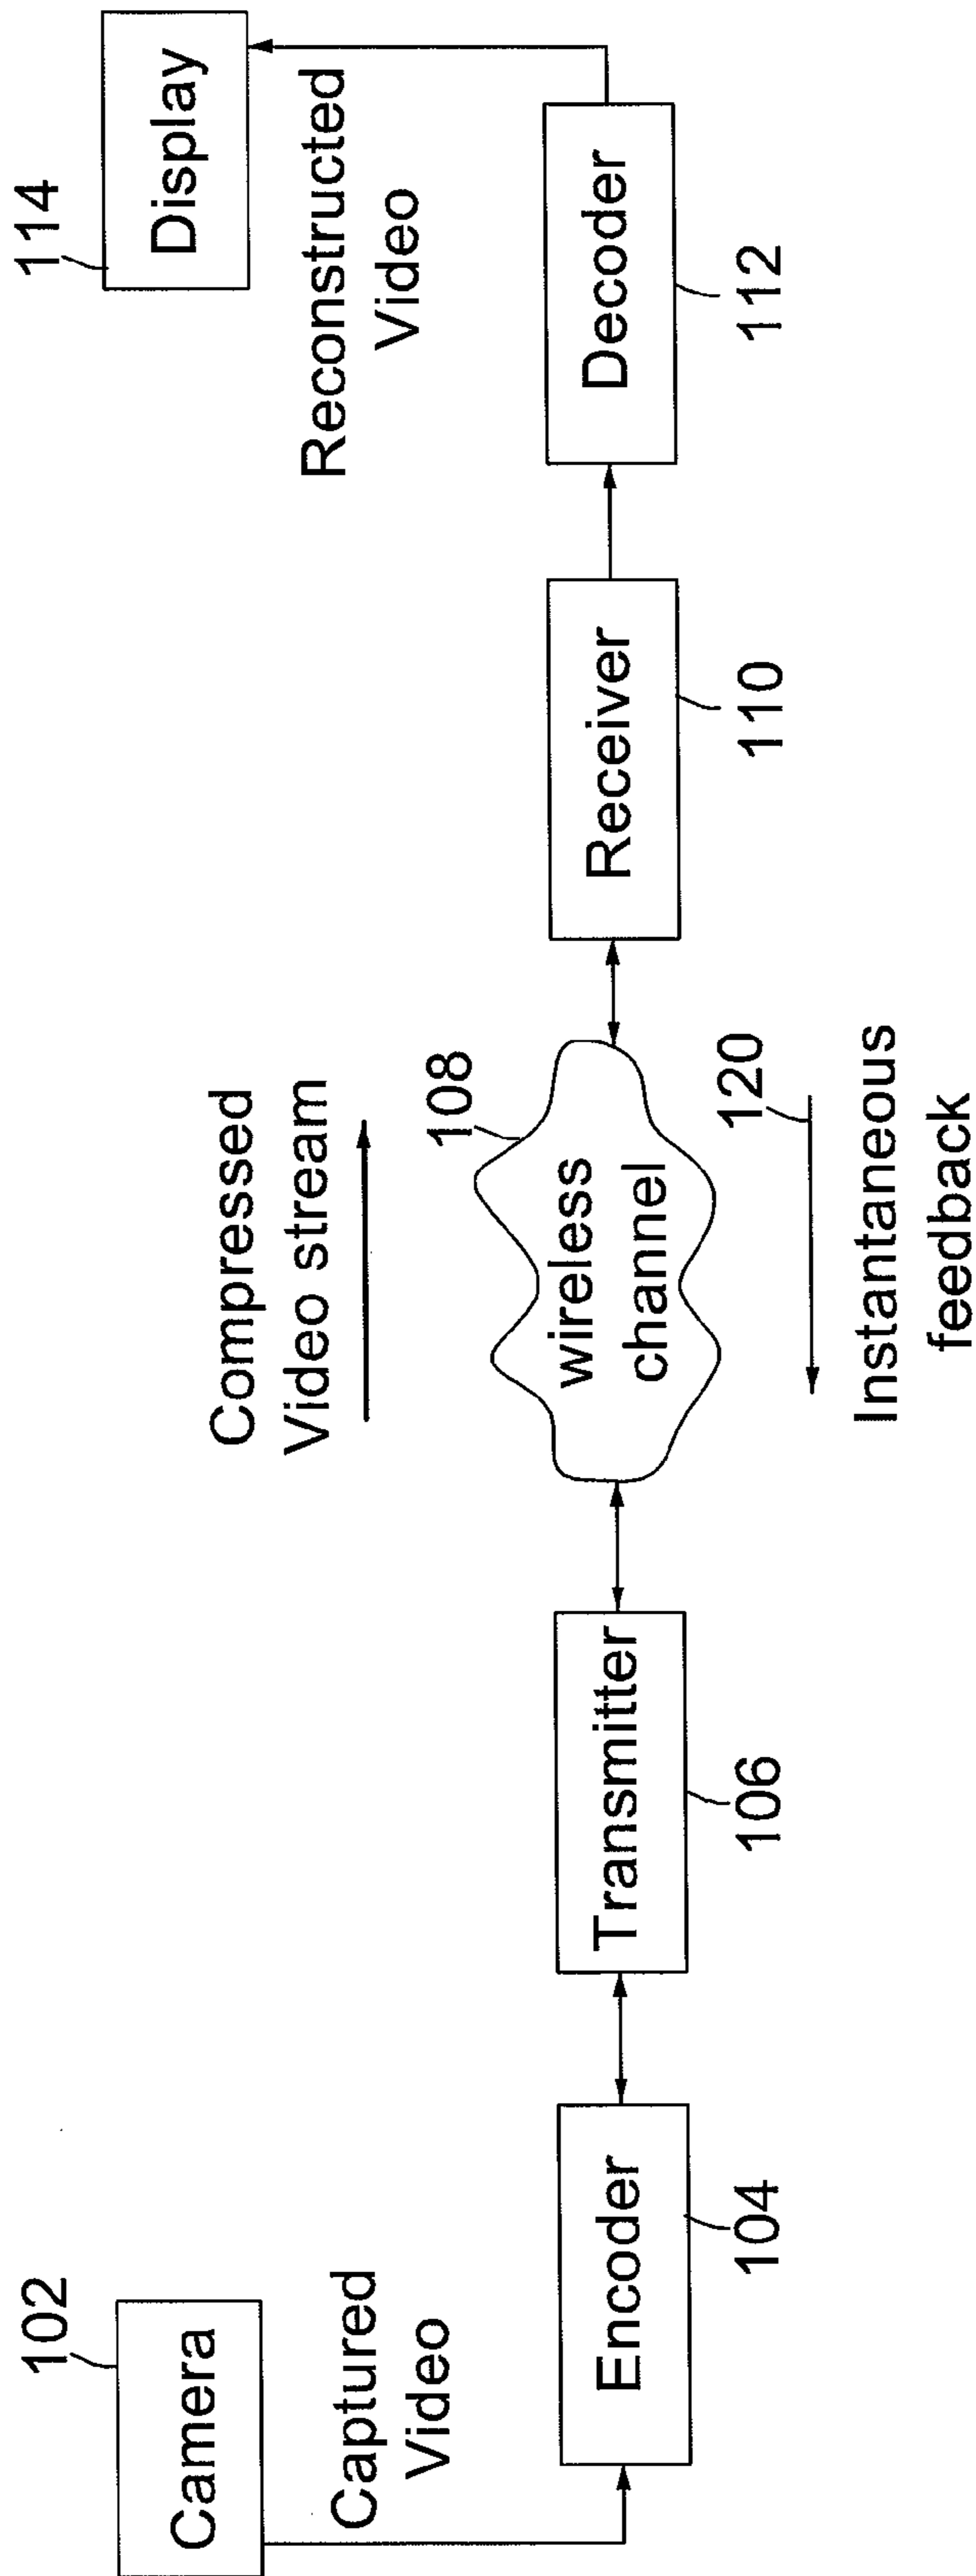 102
Camera
Captured
Video
Encoder
104
Transmitter
106
Compressed
Video stream
108
wireless
channel
120
Instantaneous
feedback
Receiver
110
Decoder
112
Reconstructed
Video
114
Display